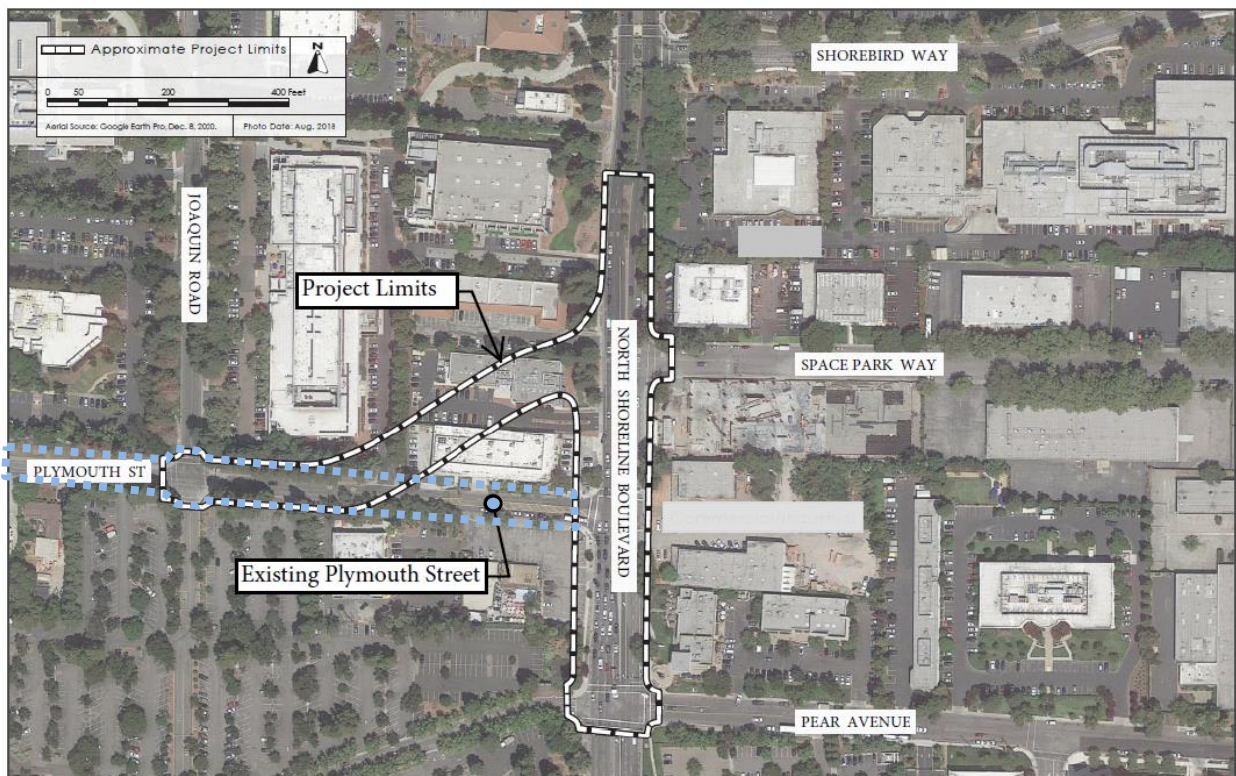 Approximate Project Limits
N
0 50 200 400 Feet
Aerial Source: Google Earth Pro, Dec. 8, 2020. Photo Date: Aug. 2018
SHOREBIRD WAY
JOAQUIN ROAD
Project Limits
NORTH SHORELINE BOULEVARD
SPACE PARK WAY
PLYMOUTH ST
Existing Plymouth Street
PEAR AVENUE